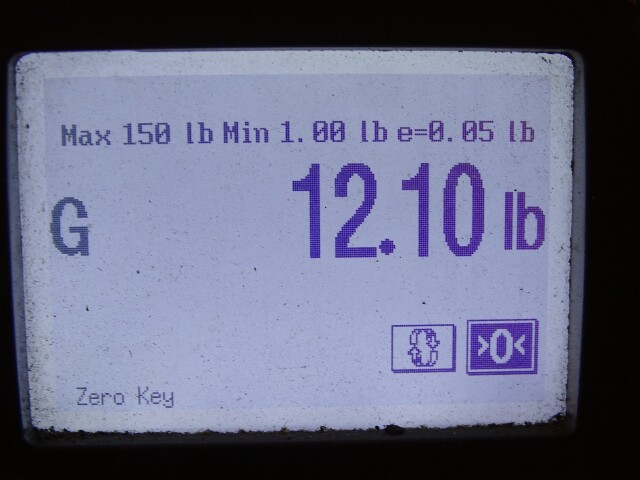 Max 150 lb Min 1.00 lb e=0.05 lb
G 12.10 lb
>0<
Zero Key